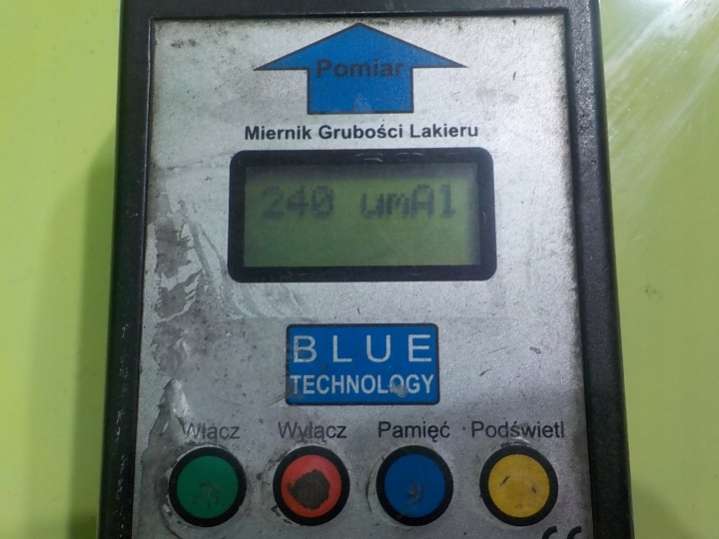 Pomiar
Miernik Grubości Lakieru
240 umAl
BLUE
TECHNOLOGY
Włącz Wyłącz Pamięć Podświetl